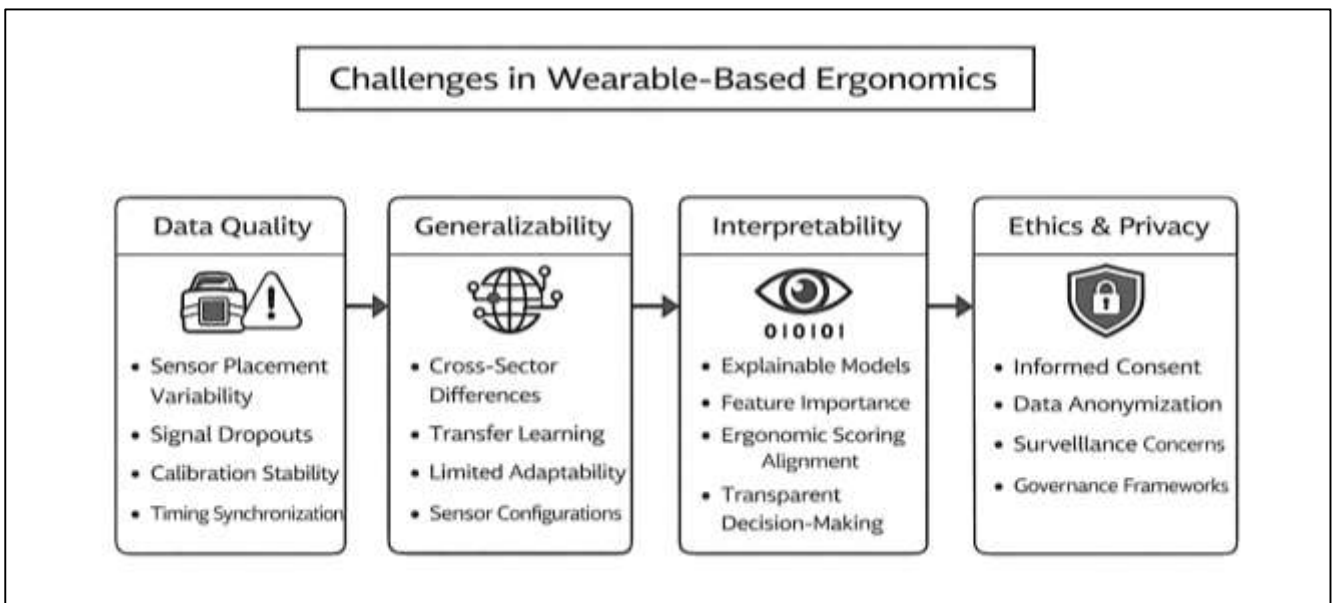 Challenges in Wearable-Based Ergonomics
Data Quality
• Sensor Placement
Variability
• Signal Dropouts
• Calibration Stability
• Timing Synchronization
Generalizability
• Cross-Sector
Differences
• Transfer Learning
• Limited Adaptability
• Sensor Configurations
Interpretability
010101
• Explainable Models
• Feature Importance
• Ergonomic Scoring
Alignment
• Transparent
Decision-Making
Ethics & Privacy
• Informed Consent
• Data Anonymization
• Survelllance Concerns
• Governance Frameworks